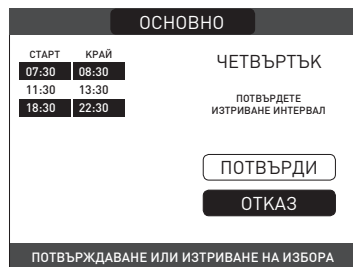 ОСНОВНО
СТАРТ КРАЙ
07:30 08:30
11:30 13:30
18:30 22:30
ЧЕТВЪРТЪК
ПОТВЪРДЕТЕ
ИЗТРИВАНЕ ИНТЕРВАЛ
ПОТВЪРДИ
ОТКАЗ
ПОТВЪРЖДАВАНЕ ИЛИ ИЗТРИВАНЕ НА ИЗБОРА